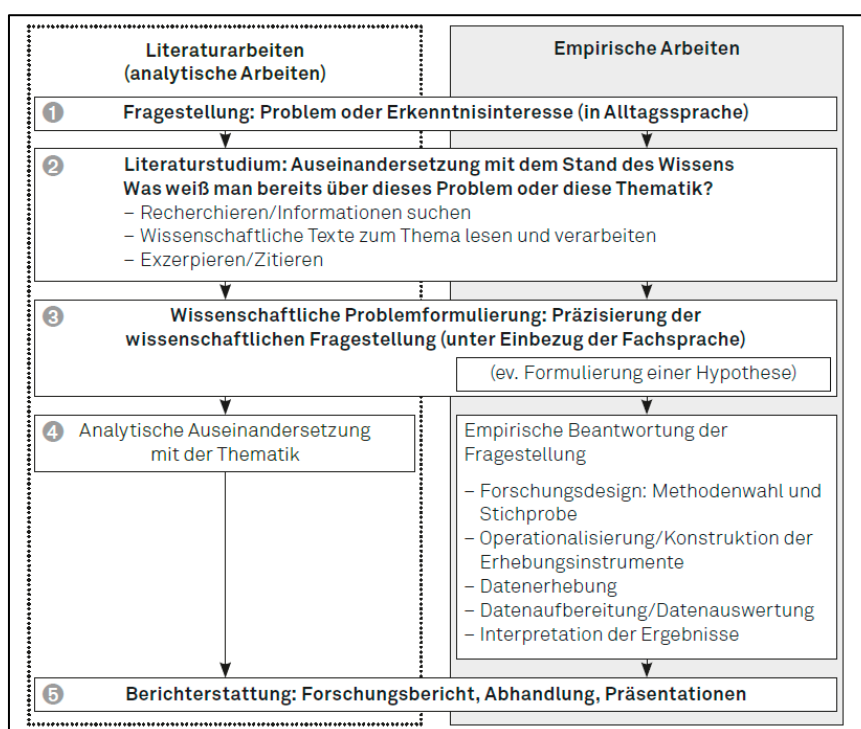 Literaturarbeiten
(analytische Arbeiten)
Empirische Arbeiten
1 Fragestellung: Problem oder Erkenntnisinteresse (in Alltagssprache)
2 Literaturstudium: Auseinandersetzung mit dem Stand des Wissens
Was weiß man bereits über dieses Problem oder diese Thematik?
– Recherchieren/Informationen suchen
– Wissenschaftliche Texte zum Thema lesen und verarbeiten
– Exzerpieren/Zitieren
3 Wissenschaftliche Problemformulierung: Präzisierung der
wissenschaftlichen Fragestellung (unter Einbezug der Fachsprache)
(ev. Formulierung einer Hypothese)
4 Analytische Auseinandersetzung
mit der Thematik
Empirische Beantwortung der
Fragestellung
– Forschungsdesign: Methodenwahl und
Stichprobe
– Operationalisierung/Konstruktion der
Erhebungsinstrumente
– Datenerhebung
– Datenaufbereitung/Datenauswertung
– Interpretation der Ergebnisse
5 Berichterstattung: Forschungsbericht, Abhandlung, Präsentationen